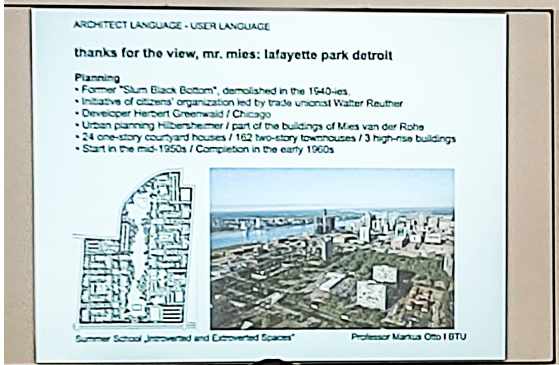 ARCHITECT LANGUAGE - USER LANGUAGE
thanks for the view, mr. mies: lafayette park detroit
Planning
• Former "Slum Black Bottom", demolished in the 1940-ies.
• Initiative of citizens' organization led by trade unionist Walter Reuther
• Developer Herbert Greenwald / Chicago
• Urban planning Hilbersheimer / part of the buildings of Mies van der Rohe
• 24 one-story courtyard houses / 162 two-story townhouses / 3 high-rise buildings
• Start in the mid-1950s / Completion in the early 1960s
Summer School „Introverted and Extroverted Spaces"
Professor Markus Otto I BTU